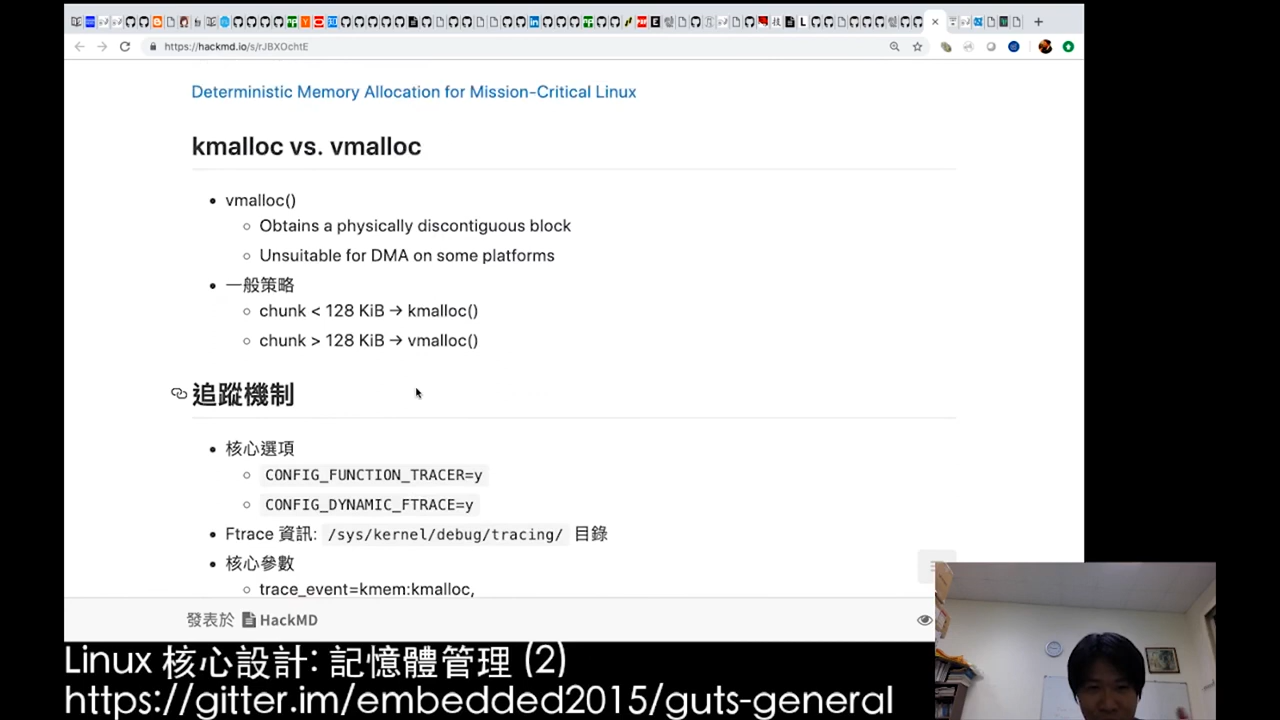 https://hackmd.io/s/rJBXOchtE
Deterministic Memory Allocation for Mission-Critical Linux
kmalloc vs. vmalloc
vmalloc()
Obtains a physically discontiguous block
Unsuitable for DMA on some platforms
一般策略
chunk < 128 KiB → kmalloc()
chunk > 128 KiB → vmalloc()
追蹤機制
核心選項
CONFIG_FUNCTION_TRACER=y
CONFIG_DYNAMIC_FTRACE=y
Ftrace 資訊: /sys/kernel/debug/tracing/ 目錄
核心參數
trace_event=kmem:kmalloc,
發表於 HackMD
Linux 核心設計: 記憶體管理 (2)
https://gitter.im/embedded2015/guts-general